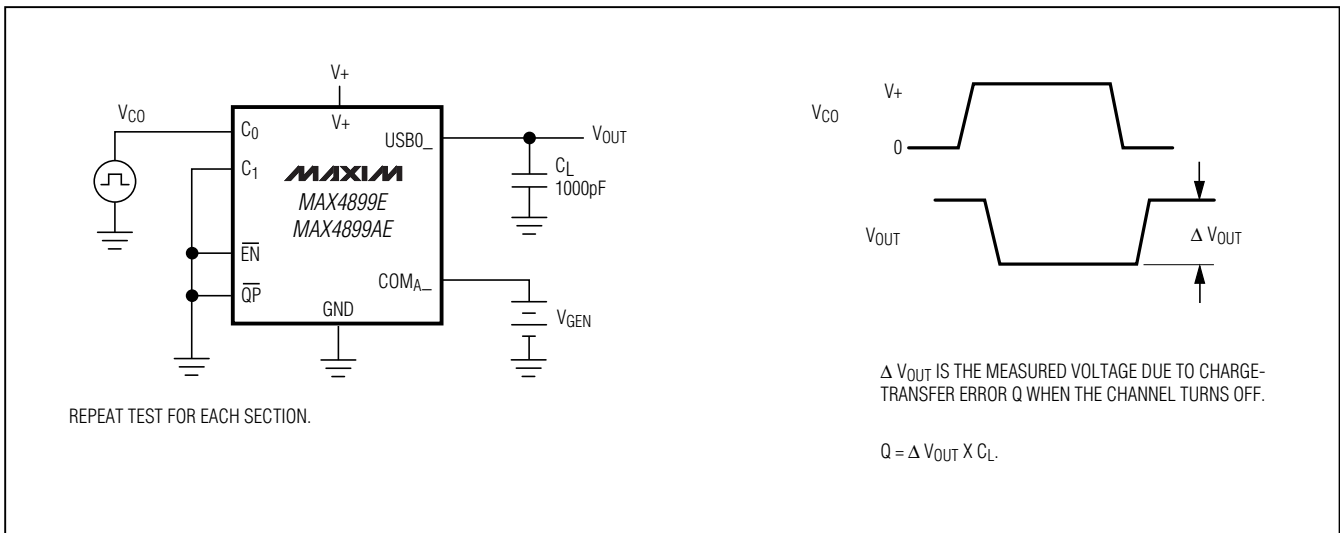 V+
VCO
V+
C0
USB0_
VOUT
C1
MAXIM
CL
1000pF
MAX4899E
MAX4899AE
EN
COMA_
QP
GND
VGEN
REPEAT TEST FOR EACH SECTION.
V+
VCO
0
VOUT
Δ VOUT
Δ VOUT IS THE MEASURED VOLTAGE DUE TO CHARGE-
TRANSFER ERROR Q WHEN THE CHANNEL TURNS OFF.
Q = Δ VOUT X CL.